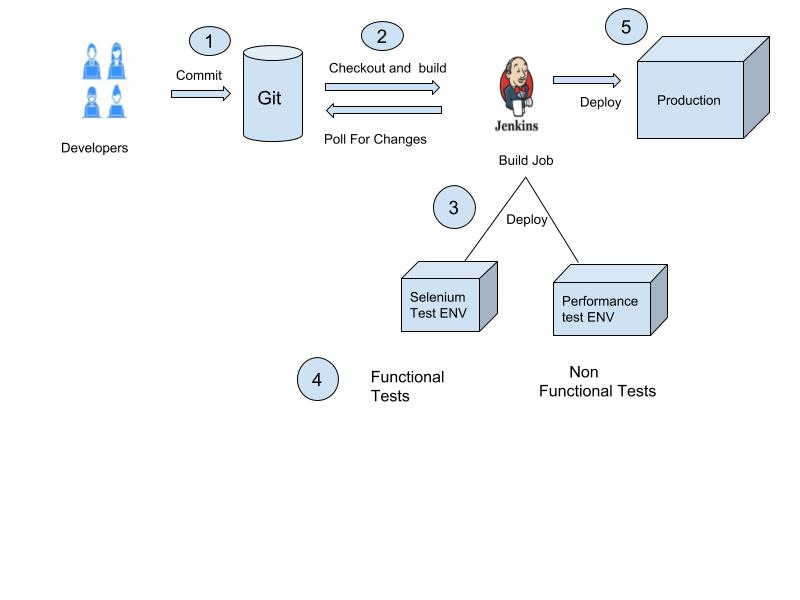 1
2
5
Commit
Checkout and  build
Git
Poll For Changes
Jenkins
Deploy
Production
Developers
Build Job
3
Deploy
Selenium
Test ENV
Performance
test ENV
4
Functional
Tests
Non
Functional Tests